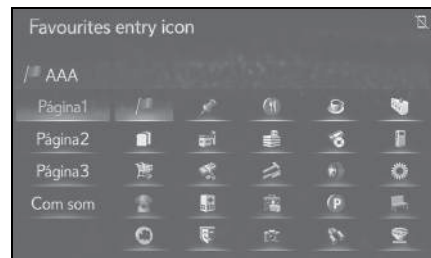 Favourites entry icon
AAA
Página1
Página2
Página3
Com som
P